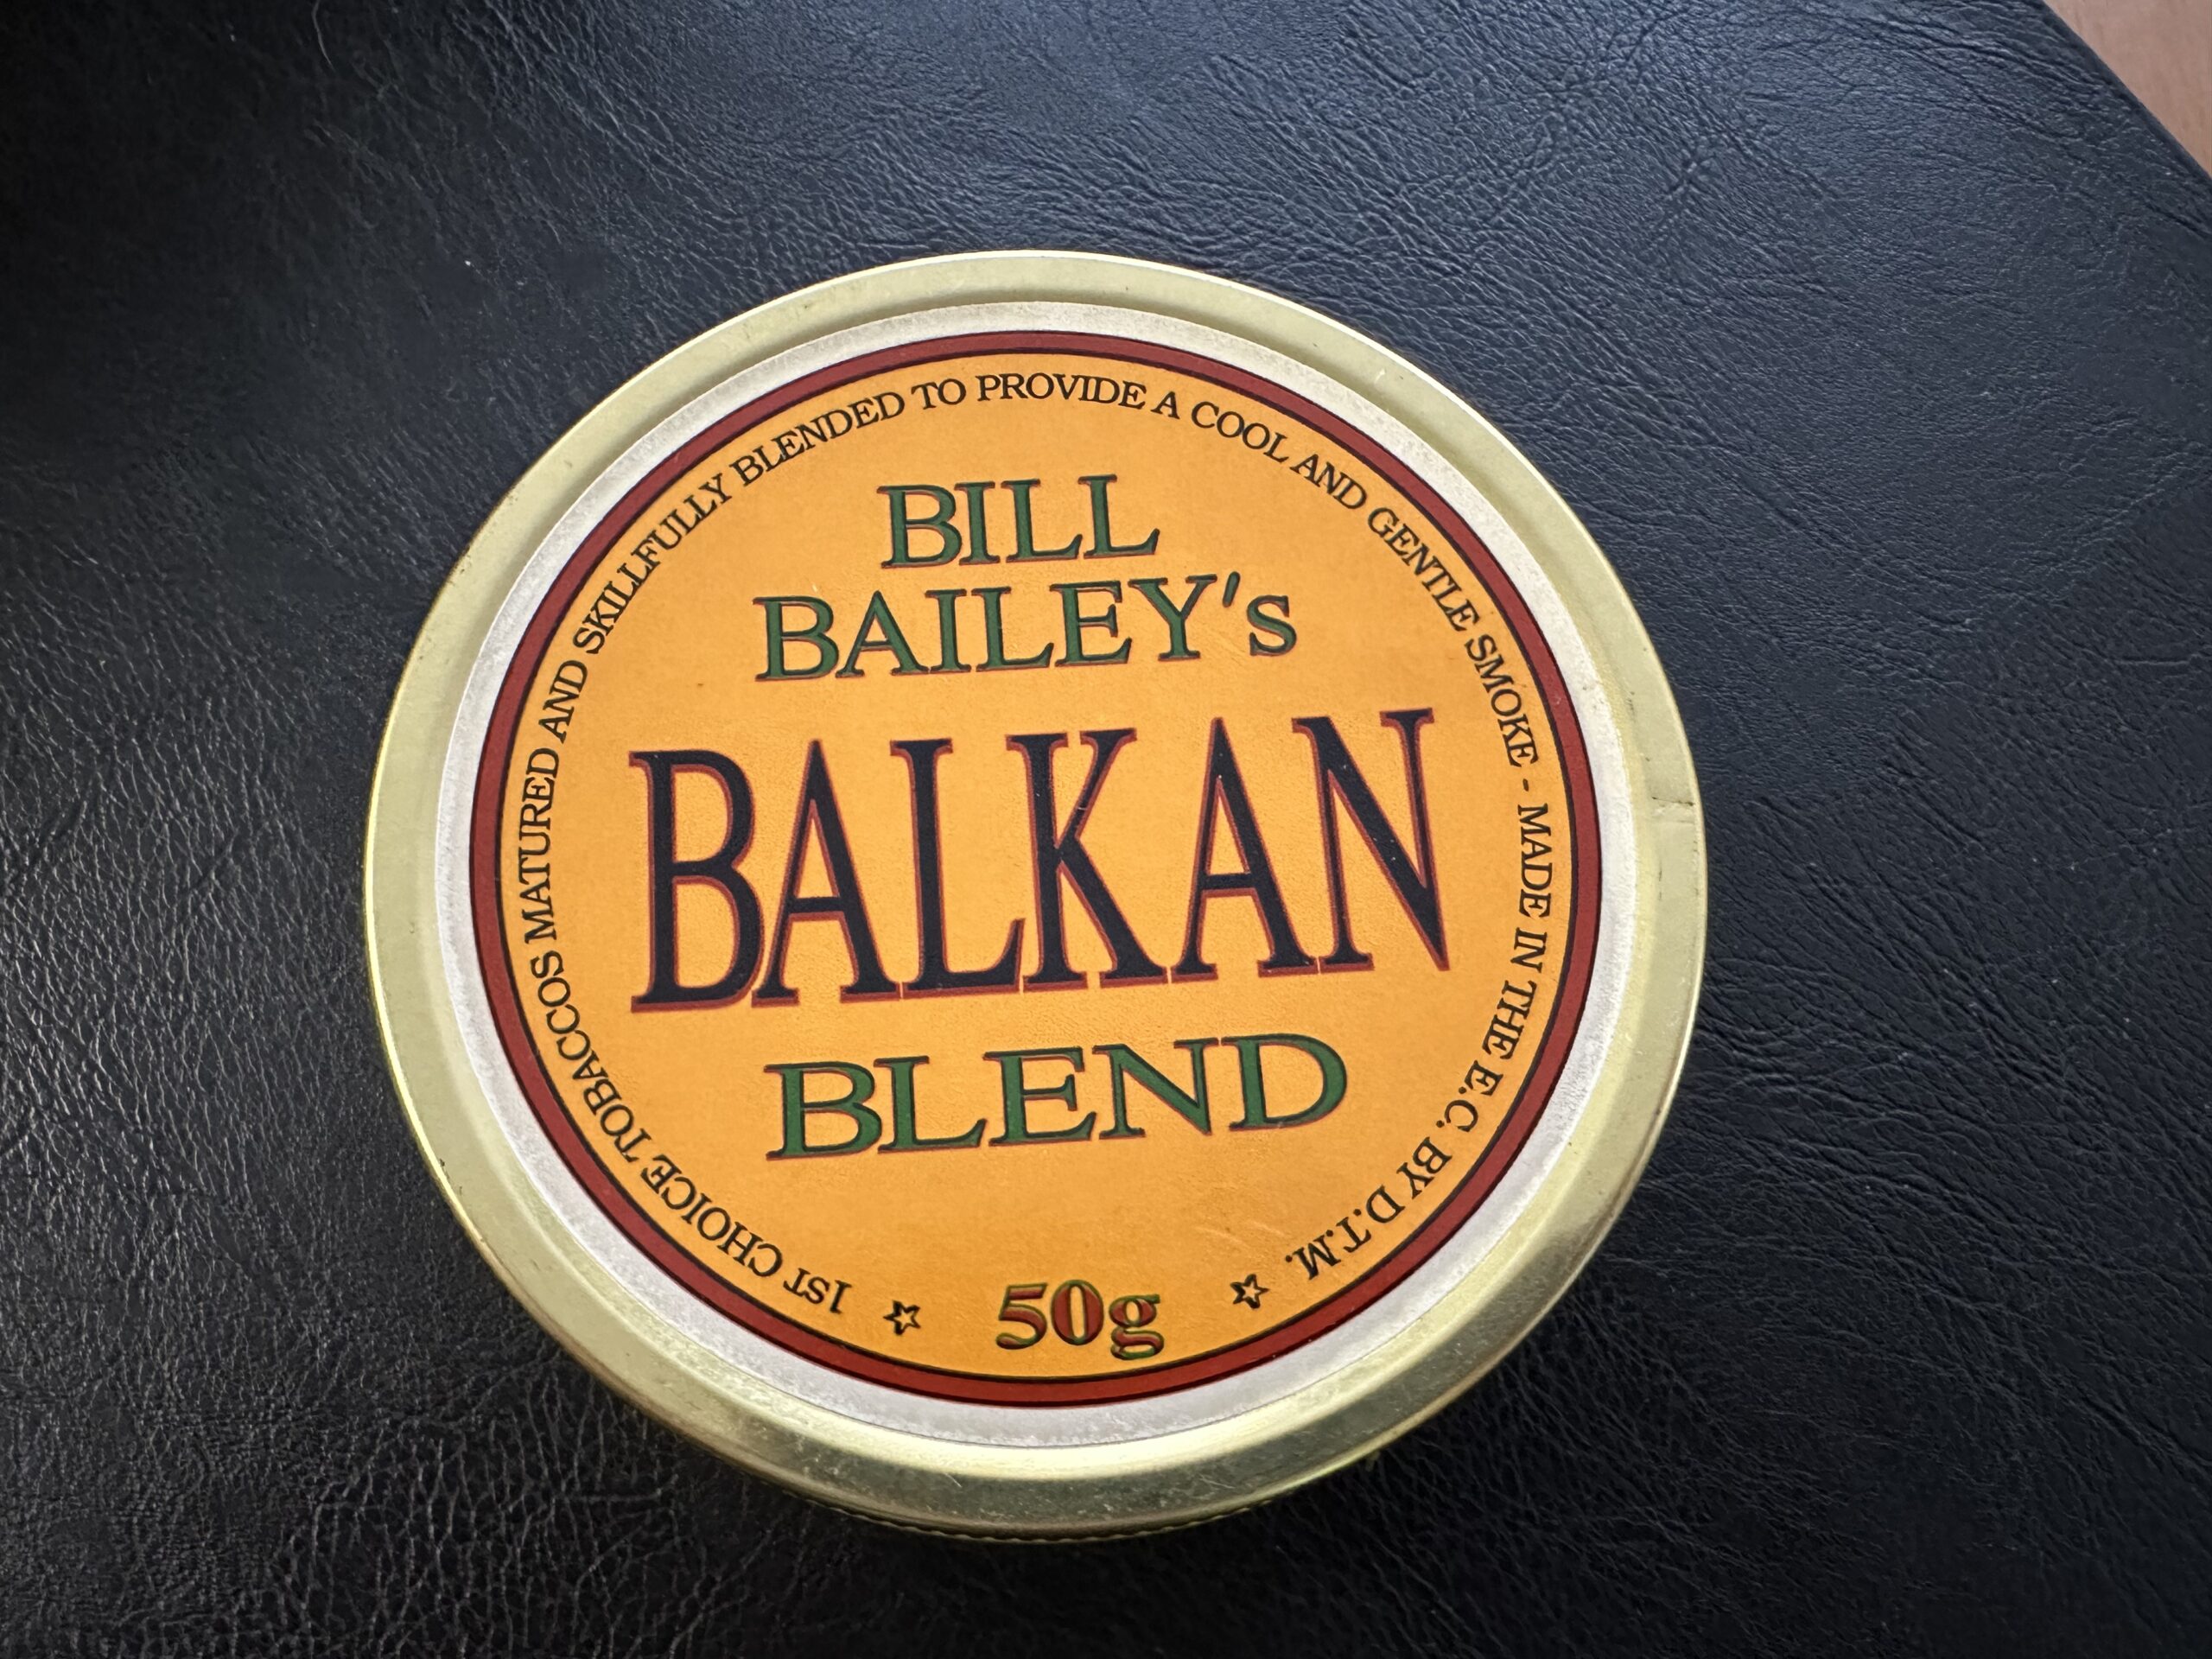 1ST CHOICE TOBACCOS MATURED AND SKILLFULLY BLENDED TO PROVIDE A COOL AND GENTLE SMOKE - MADE IN THE E.C. BY D.T.M.
BILL
BAILEY's
BALKAN
BLEND
50g